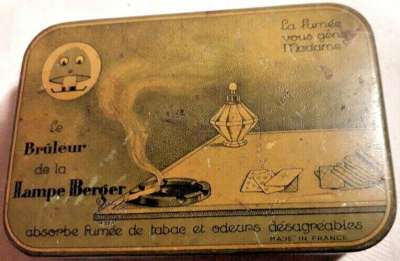 La fumée
vous gêne
Madame
le
Brûleur
de la
Lampe Berger
absorbe fumée de tabac et odeurs désagréables
MADE IN FRANCE